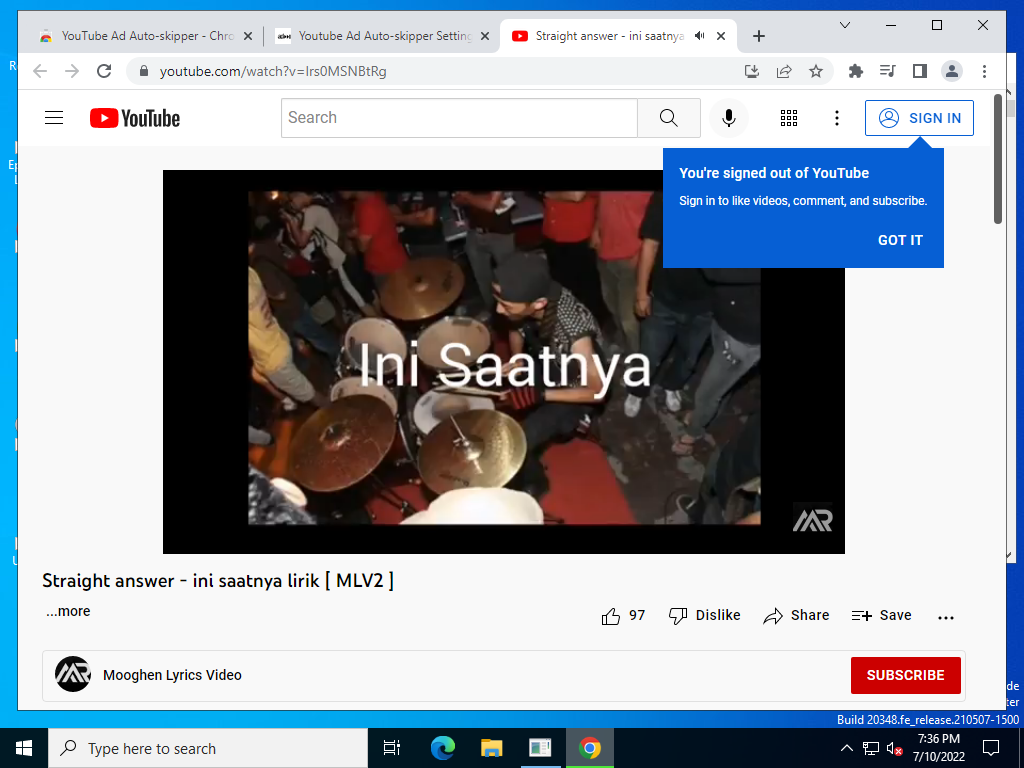 YouTube Ad Auto-skipper - Chro
Youtube Ad Auto-skipper Setting
Straight answer - ini saatnya
youtube.com/watch?v=Irs0MSNBtRg
YouTube
Search
SIGN IN
You're signed out of YouTube
Sign in to like videos, comment, and subscribe.
GOT IT
Ini Saatnya
MR
Straight answer - ini saatnya lirik [ MLV2 ]
...more
97
Dislike
Share
Save
Mooghen Lyrics Video
SUBSCRIBE
Build 20348.fe_release.210507-1500
Type here to search
7:36 PM
7/10/2022